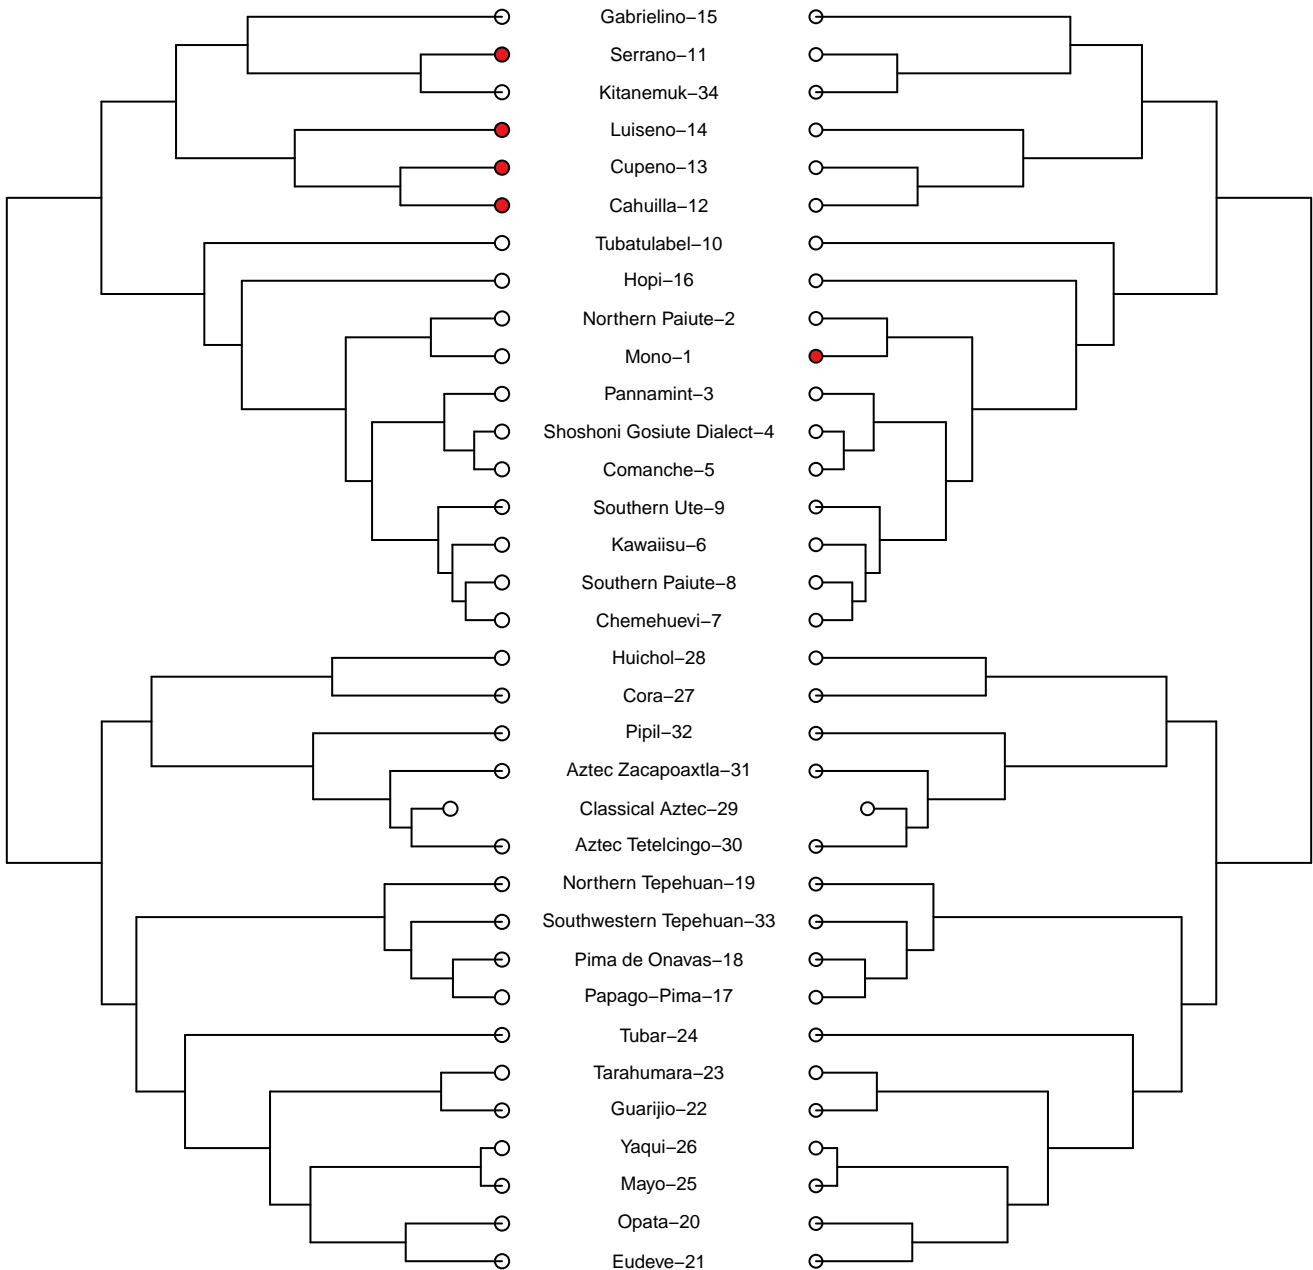 Gabrielino–15
Serrano–11
Kitanemuk–34
Luiseno–14
Cupeno–13
Cahuilla–12
Tubatulabel–10
Hopi–16
Northern Paiute–2
Mono–1
Pannamint–3
Shoshoni Gosiute Dialect–4
Comanche–5
Southern Ute–9
Kawaiisu–6
Southern Paiute–8
Chemehuevi–7
Huichol–28
Cora–27
Pipil–32
Aztec Zacapoaxtla–31
Classical Aztec–29
Aztec Tetelcingo–30
Northern Tepehuan–19
Southwestern Tepehuan–33
Pima de Onavas–18
Papago–Pima–17
Tubar–24
Tarahumara–23
Guarijio–22
Yaqui–26
Mayo–25
Opata–20
Eudeve–21